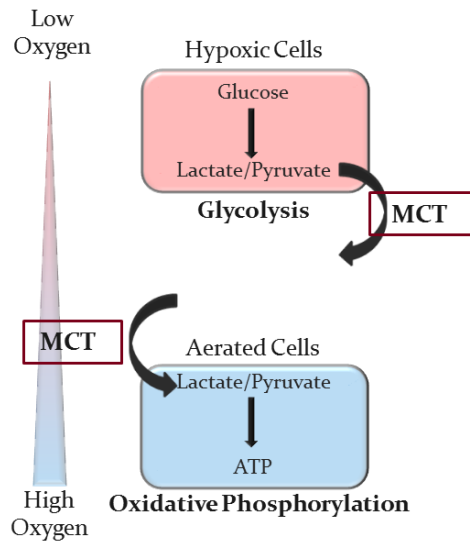 Low
Oxygen
Hypoxic Cells
Glucose
Lactate/Pyruvate
Glycolysis
MCT
MCT
Aerated Cells
Lactate/Pyruvate
ATP
Oxidative Phosphorylation
High
Oxygen